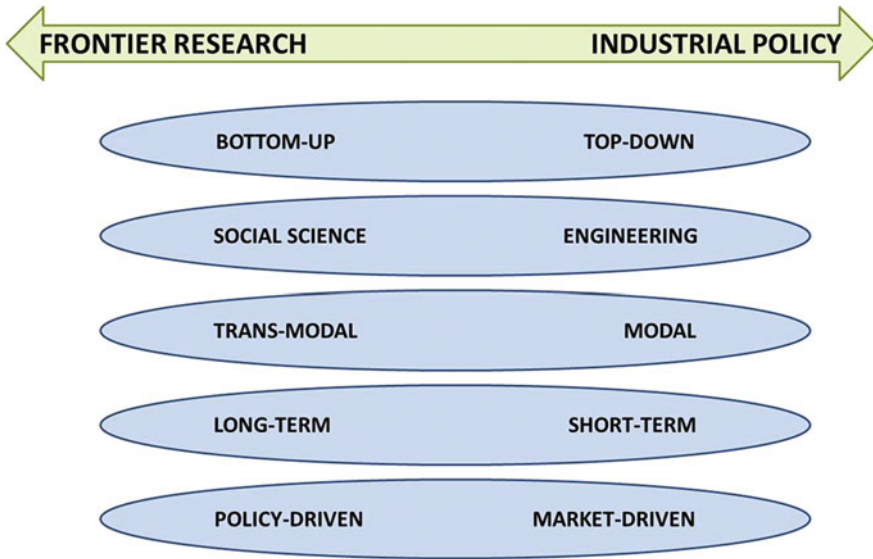 FRONTIER RESEARCH INDUSTRIAL POLICY
BOTTOM-UP TOP-DOWN
SOCIAL SCIENCE ENGINEERING
TRANS-MODAL MODAL
LONG-TERM SHORT-TERM
POLICY-DRIVEN MARKET-DRIVEN